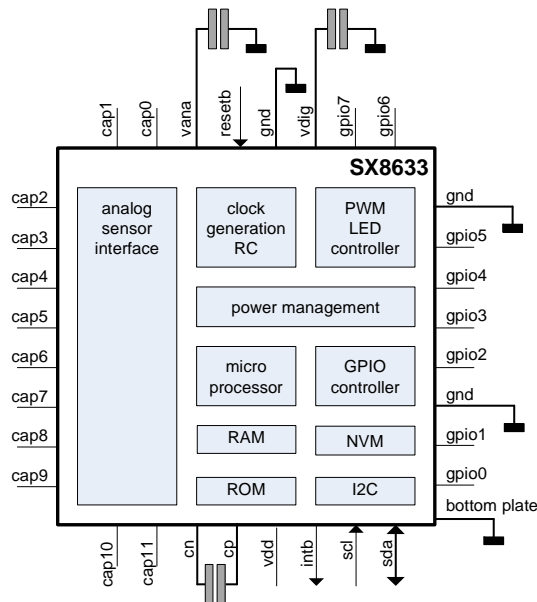 cap1
cap0
vana
resetb
gnd
vdig
gpio7
gpio6
SX8633
cap2
cap3
cap4
cap5
cap6
cap7
cap8
cap9
analog
sensor
interface
clock
generation
RC
PWM
LED
controller
power management
micro
processor
GPIO
controller
RAM
NVM
ROM
I2C
gnd
gpio5
gpio4
gpio3
gpio2
gnd
gpio1
gpio0
bottom plate
cap10
cap11
cn
cp
vdd
intb
scl
sda